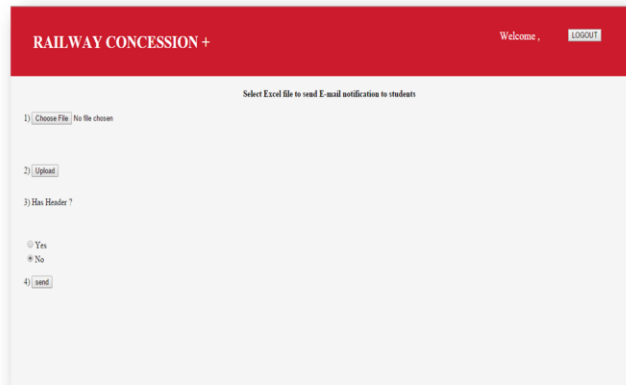 RAILWAY CONCESSION + Welcome , LOGOUT
Select Excel file to send E-mail notification to students
1) Choose File No file chosen
2) Upload
3) Has Header ?
Yes
No
4) send